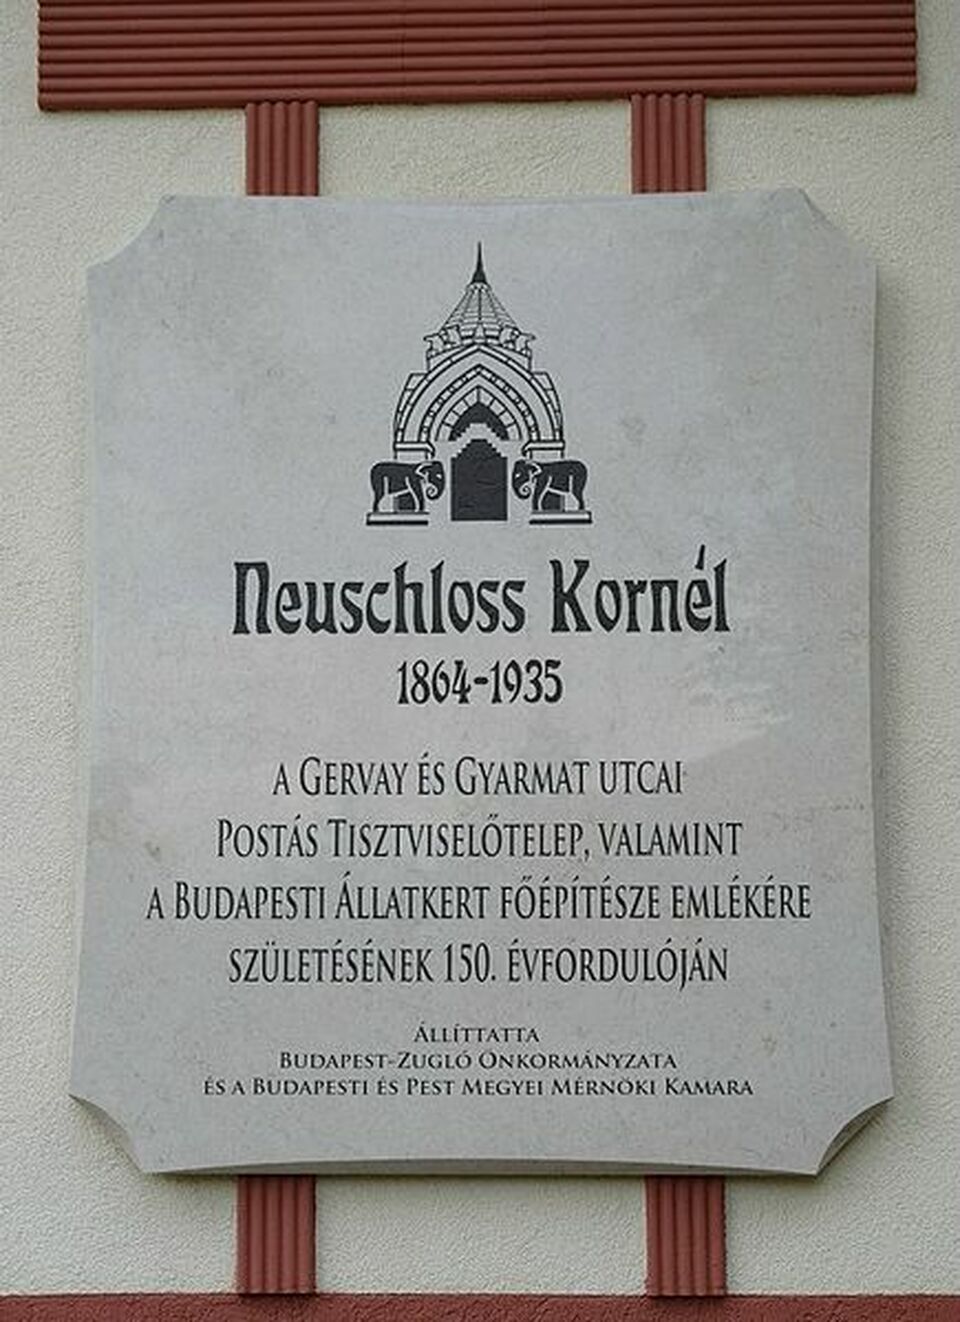 Neuschloss Kornél
1864-1935
A GERVAY ÉS GYARMAT UTCAI
POSTÁS TISZTVISELŐTELEP, VALAMINT
A BUDAPESTI ÁLLATKERT FŐÉPÍTÉSZE EMLÉKÉRE
SZÜLETÉSÉNEK 150. ÉVFORDULÓJÁN
ÁLLÍTTATTA
BUDAPEST-ZUGLÓ ÖNKORMÁNYZATA
ÉS A BUDAPESTI ÉS PEST MEGYEI MÉRNÖKI KAMARA